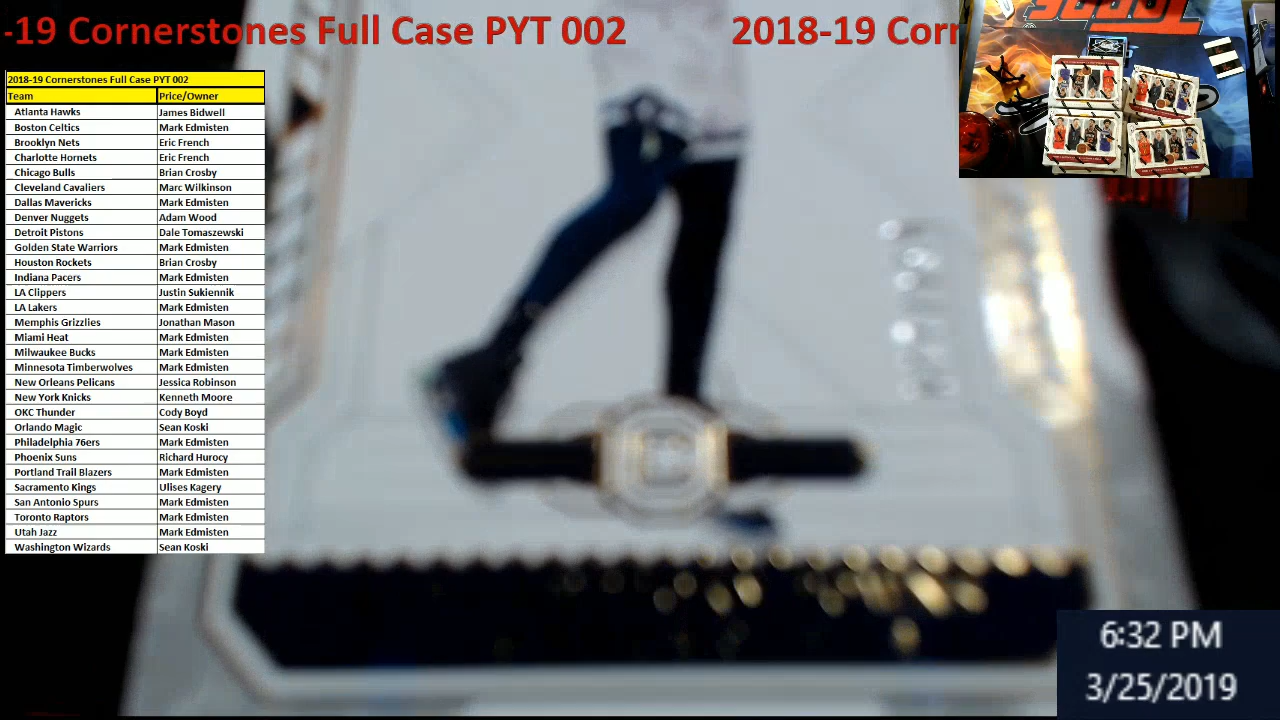 -19 Cornerstones Full Case PYT 002 2018-19 Corn
2018-19 Cornerstones Full Case PYT 002
Team Price/Owner
Atlanta Hawks James Bidwell
Boston Celtics Mark Edmisten
Brooklyn Nets Eric French
Charlotte Hornets Eric French
Chicago Bulls Brian Crosby
Cleveland Cavaliers Marc Wilkinson
Dallas Mavericks Mark Edmisten
Denver Nuggets Adam Wood
Detroit Pistons Dale Tomaszewski
Golden State Warriors Mark Edmisten
Houston Rockets Brian Crosby
Indiana Pacers Mark Edmisten
LA Clippers Justin Sukiennik
LA Lakers Mark Edmisten
Memphis Grizzlies Jonathan Mason
Miami Heat Mark Edmisten
Milwaukee Bucks Mark Edmisten
Minnesota Timberwolves Mark Edmisten
New Orleans Pelicans Jessica Robinson
New York Knicks Kenneth Moore
OKC Thunder Cody Boyd
Orlando Magic Sean Koski
Philadelphia 76ers Mark Edmisten
Phoenix Suns Richard Hurocy
Portland Trail Blazers Mark Edmisten
Sacramento Kings Ulises Kagery
San Antonio Spurs Mark Edmisten
Toronto Raptors Mark Edmisten
Utah Jazz Mark Edmisten
Washington Wizards Sean Koski
6:32 PM
3/25/2019